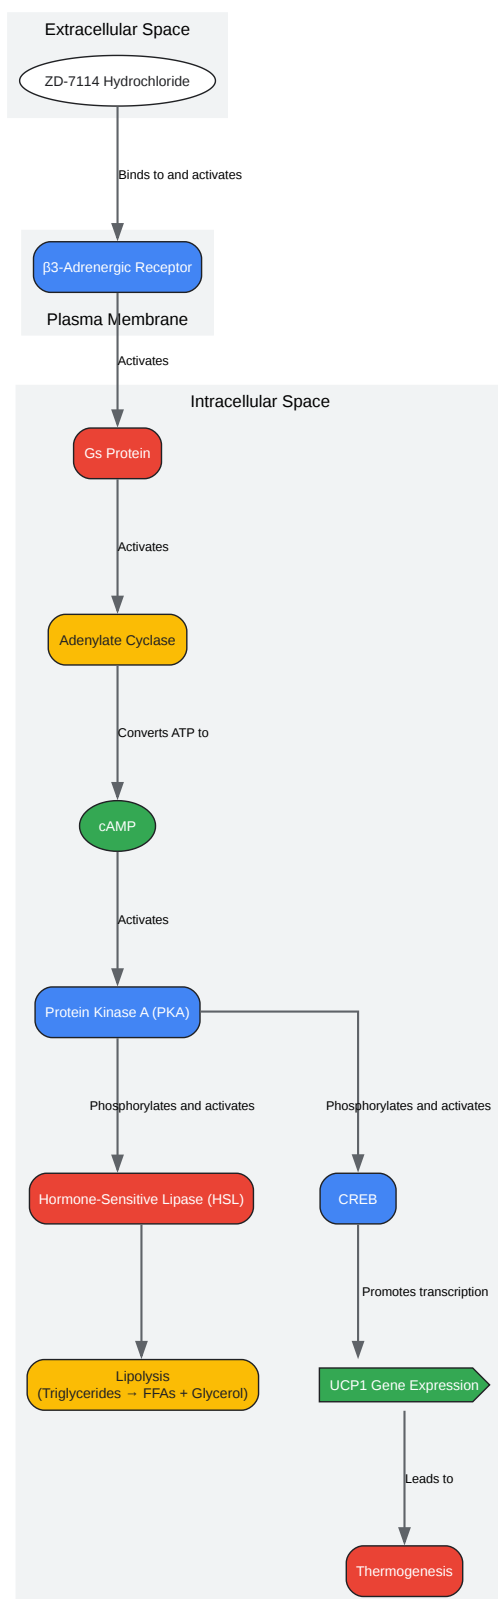 Extracellular Space
ZD-7114 Hydrochloride
Binds to and activates
β3-Adrenergic Receptor
Plasma Membrane
Activates
Intracellular Space
Gs Protein
Activates
Adenylate Cyclase
Converts ATP to
cAMP
Activates
Protein Kinase A (PKA)
Phosphorylates and activates
Phosphorylates and activates
Hormone-Sensitive Lipase (HSL)
CREB
Promotes transcription
Lipolysis
(Triglycerides → FFAs + Glycerol)
UCP1 Gene Expression
Leads to
Thermogenesis